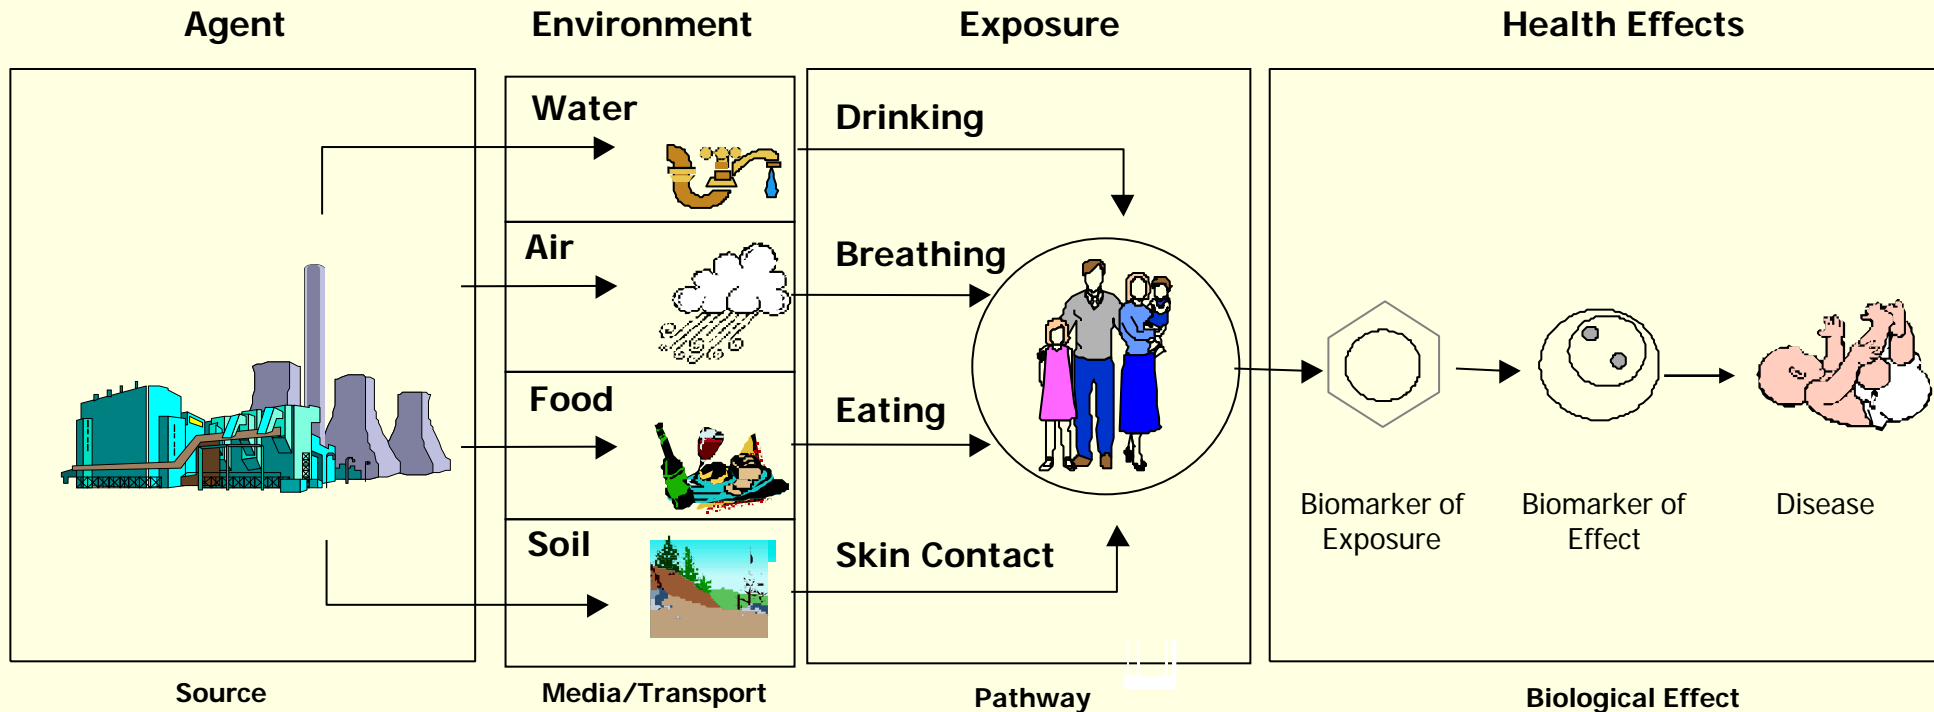 Agent
Environment
Exposure
Health Effects
Water
Drinking
Air
Breathing
Food
Eating
Soil
Skin Contact
Biomarker of
Exposure
Biomarker of
Effect
Disease
Source
Media/Transport
Pathway
Biological Effect